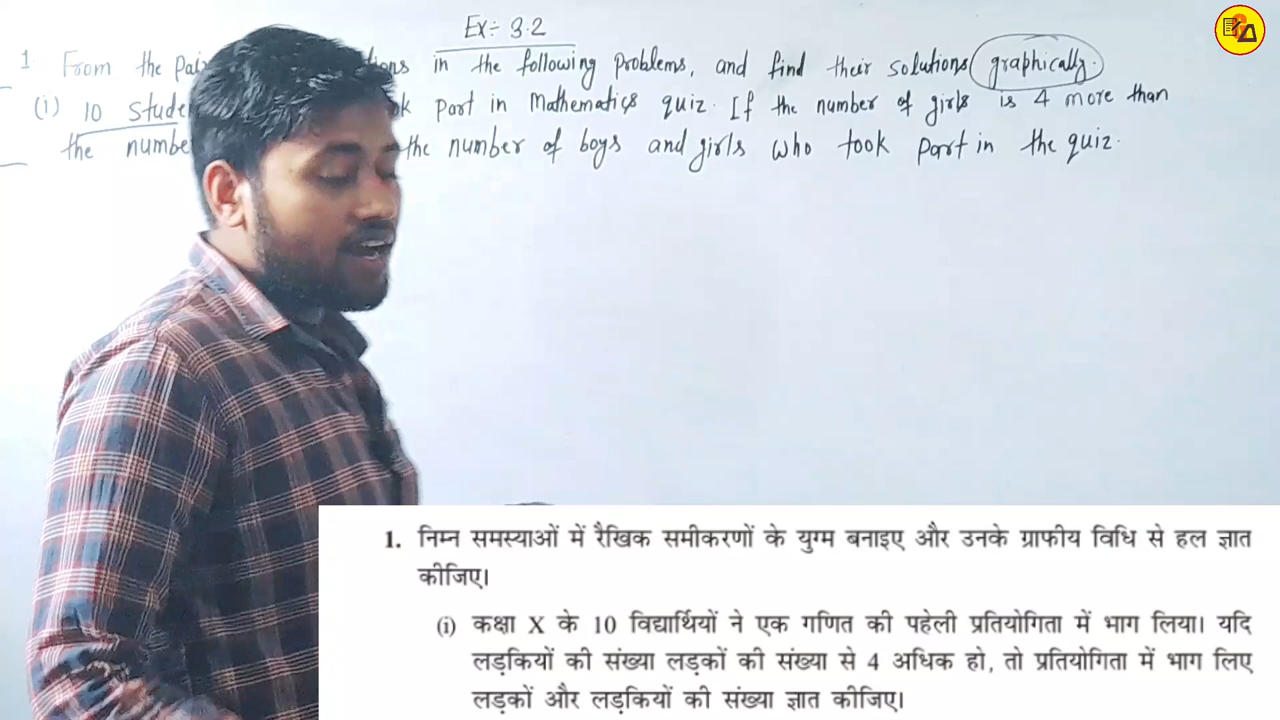 Ex÷ 3.2
1. From the pai ons in the following problems, and find their solutions graphically.
(i) 10 stude ok part in Mathematics quiz. If the number of girls is 4 more than
the numbe the number of boys and girls who took part in the quiz.
1. निम्न समस्याओं में रैखिक समीकरणों के युग्म बनाइए और उनके ग्राफीय विधि से हल ज्ञात
कीजिए।
(i) कक्षा X के 10 विद्यार्थियों ने एक गणित की पहेली प्रतियोगिता में भाग लिया। यदि
लड़कियों की संख्या लड़कों की संख्या से 4 अधिक हो, तो प्रतियोगिता में भाग लिए
लड़कों और लड़कियों की संख्या ज्ञात कीजिए।